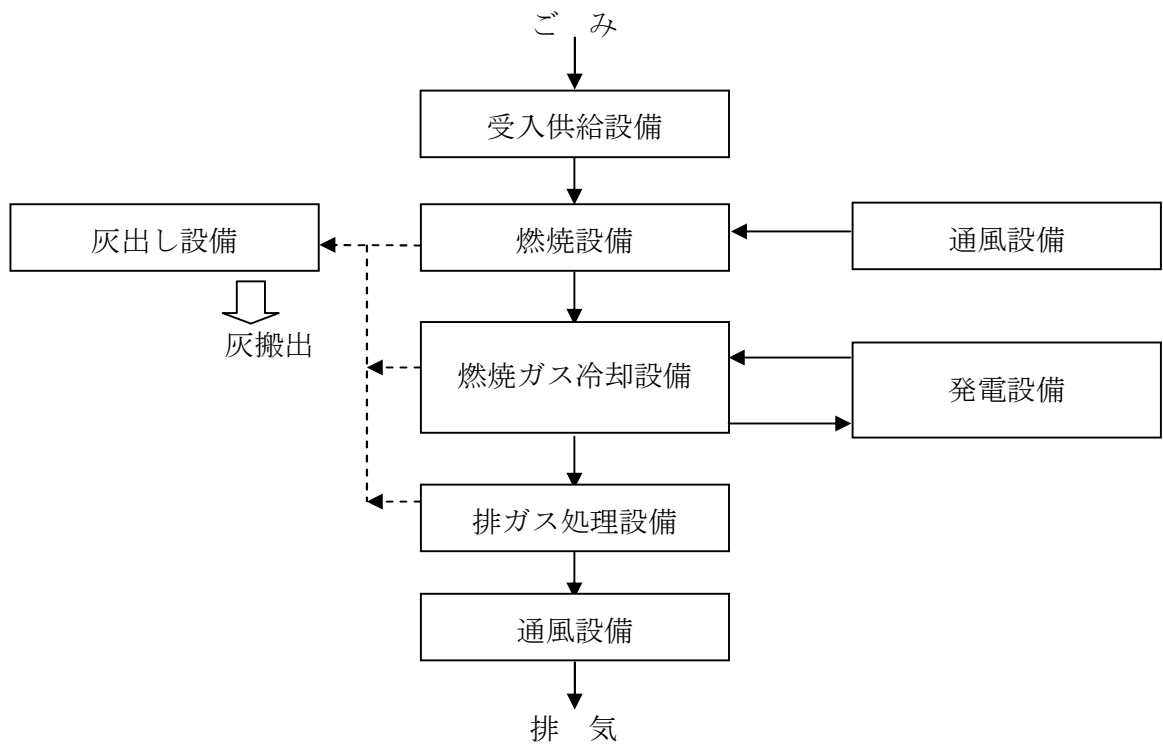 ご み
受入供給設備
灰出し設備
燃焼設備
通風設備
灰搬出
燃焼ガス冷却設備
発電設備
排ガス処理設備
通風設備
排 気